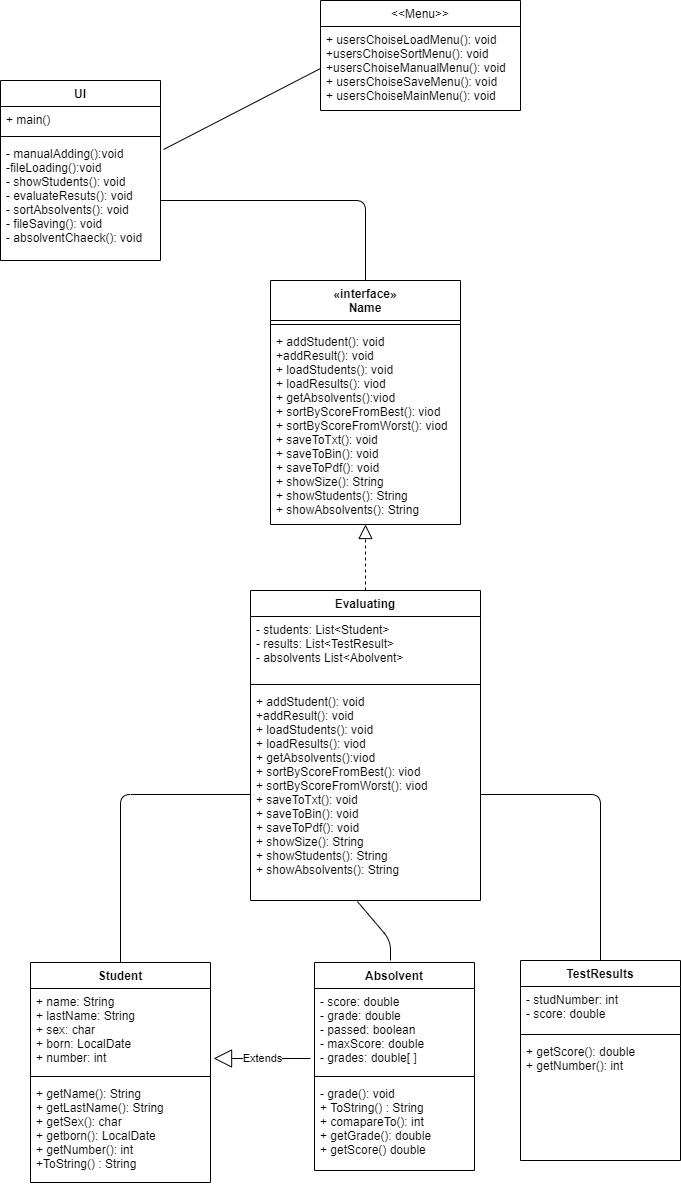 <<Menu>>
+ usersChoiseLoadMenu(): void
+usersChoiseSortMenu(): void
+usersChoiseManualMenu(): void
+ usersChoiseSaveMenu(): void
+ usersChoiseMainMenu(): void
UI
+ main()
- manualAdding():void
-fileLoading():void
- showStudents(): void
- evaluateResuts(): void
- sortAbsolvents(): void
- fileSaving(): void
- absolventChaeck(): void
«interface»
Name
+ addStudent(): void
+addResult(): void
+ loadStudents(): void
+ loadResults(): viod
+ getAbsolvents():viod
+ sortByScoreFromBest(): viod
+ sortByScoreFromWorst(): viod
+ saveToTxt(): void
+ saveToBin(): void
+ saveToPdf(): void
+ showSize(): String
+ showStudents(): String
+ showAbsolvents(): String
Evaluating
- students: List<Student>
- results: List<TestResult>
- absolvents List<Abolvent>
+ addStudent(): void
+addResult(): void
+ loadStudents(): void
+ loadResults(): viod
+ getAbsolvents():viod
+ sortByScoreFromBest(): viod
+ sortByScoreFromWorst(): viod
+ saveToTxt(): void
+ saveToBin(): void
+ saveToPdf(): void
+ showSize(): String
+ showStudents(): String
+ showAbsolvents(): String
Student
+ name: String
+ lastName: String
+ sex: char
+ born: LocalDate
+ number: int
+ getName(): String
+ getLastName(): String
+ getSex(): char
+ getborn(): LocalDate
+ getNumber(): int
+ToString() : String
Extends
Absolvent
- score: double
- grade: double
- passed: boolean
- maxScore: double
- grades: double[ ]
- grade(): void
+ ToString() : String
+ comapareTo(): int
+ getGrade(): double
+ getScore() double
TestResults
- studNumber: int
- score: double
+ getScore(): double
+ getNumber(): int